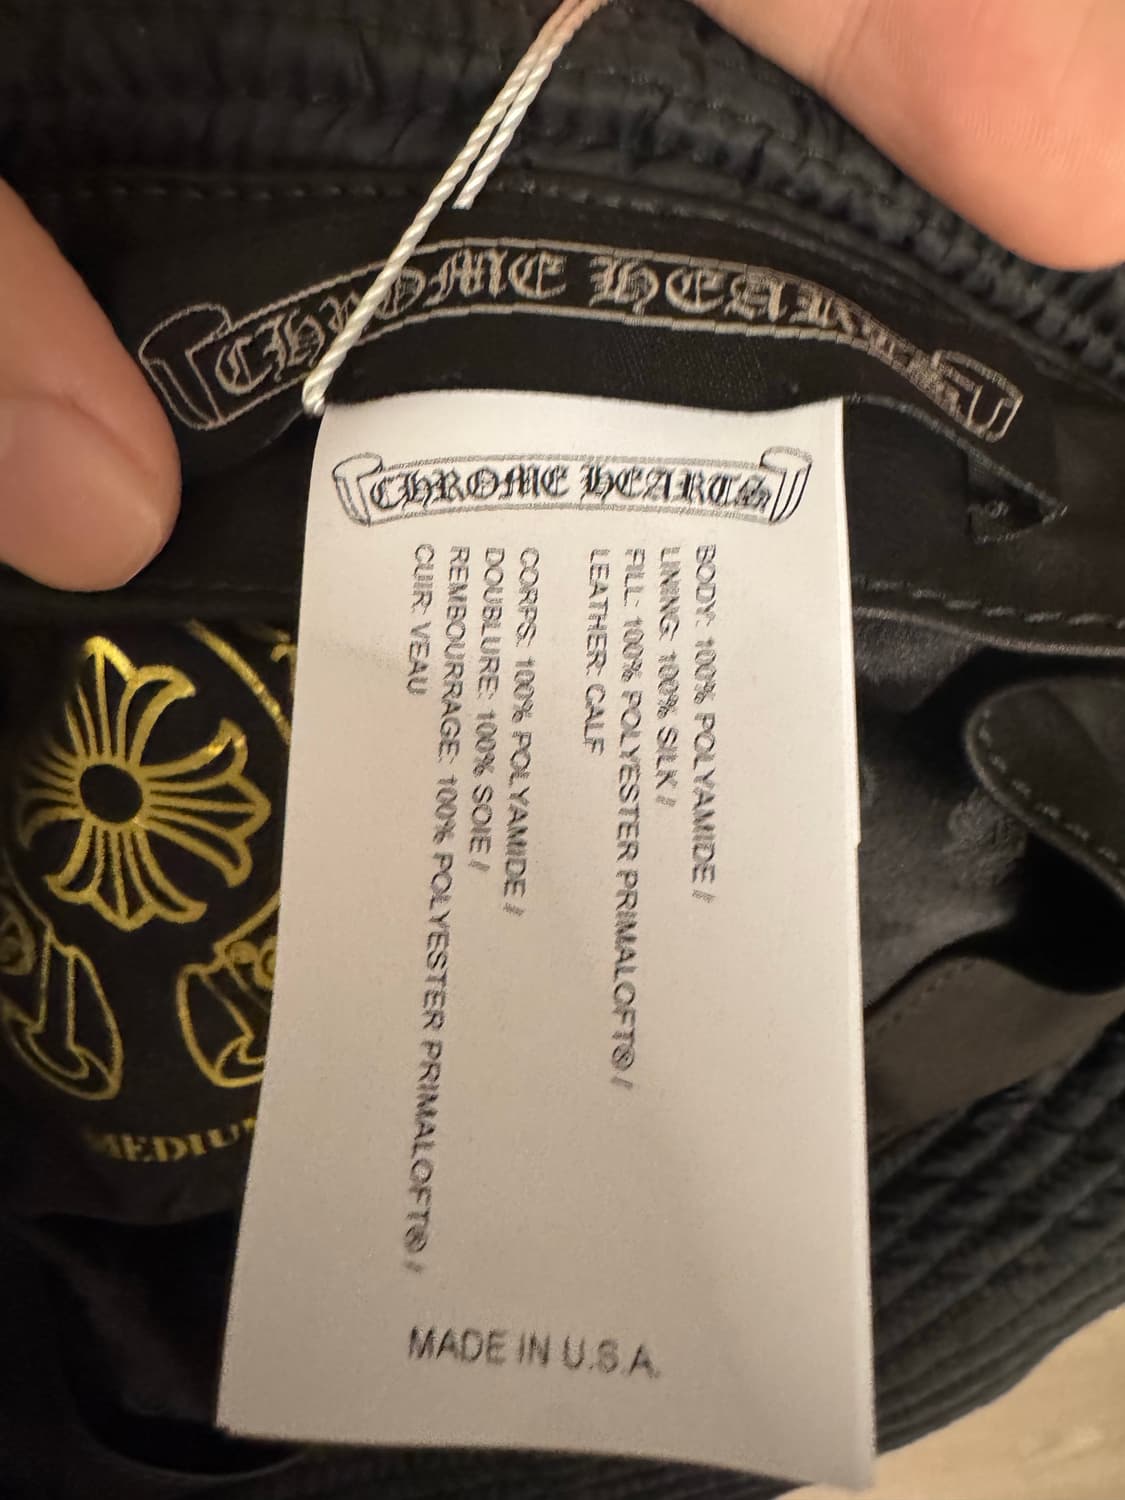 CHROME HEARTS
CHROME HEARTS
BODY: 100% POLYAMIDE /
LINING: 100% SILK /
FILL: 100% POLYESTER PRIMALOFT® /
LEATHER: CALF
CORPS: 100% POLYAMIDE /
DOUBLURE: 100% SOIE /
REMBOURRAGE: 100% POLYESTER PRIMALOFT® /
CUIR: VEAU
MADE IN U.S.A.
MEDIUM